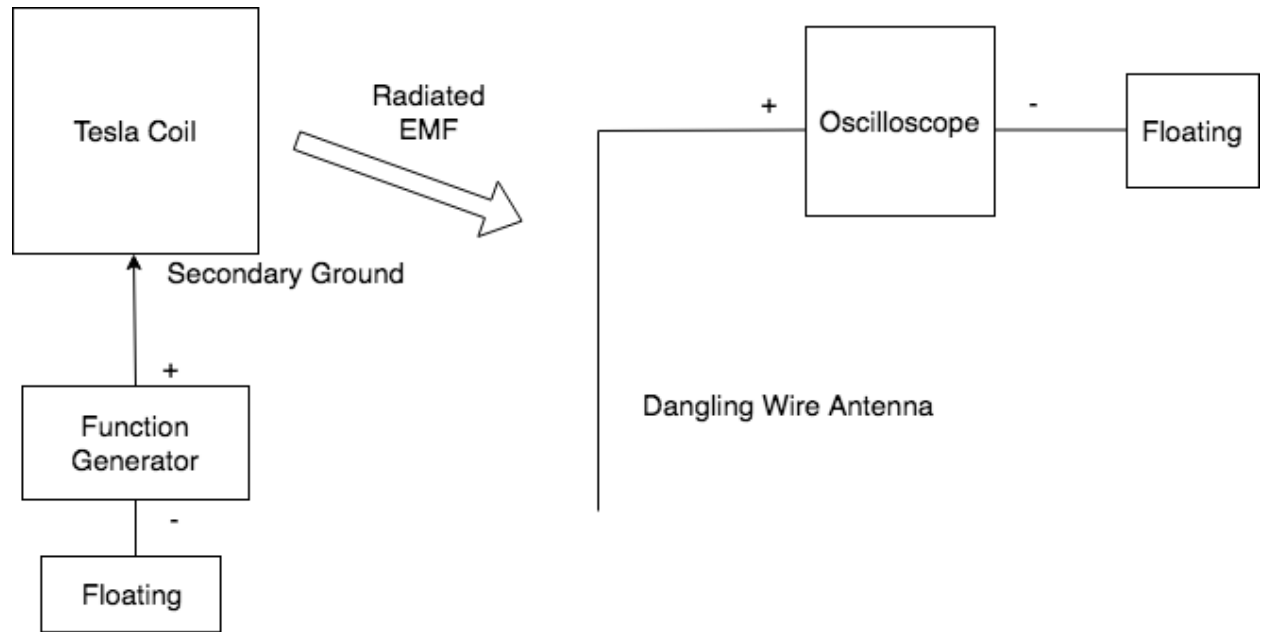 Tesla Coil
Radiated
EMF
+
Oscilloscope
-
Floating
Secondary Ground
+
Function
Generator
-
Floating
Dangling Wire Antenna